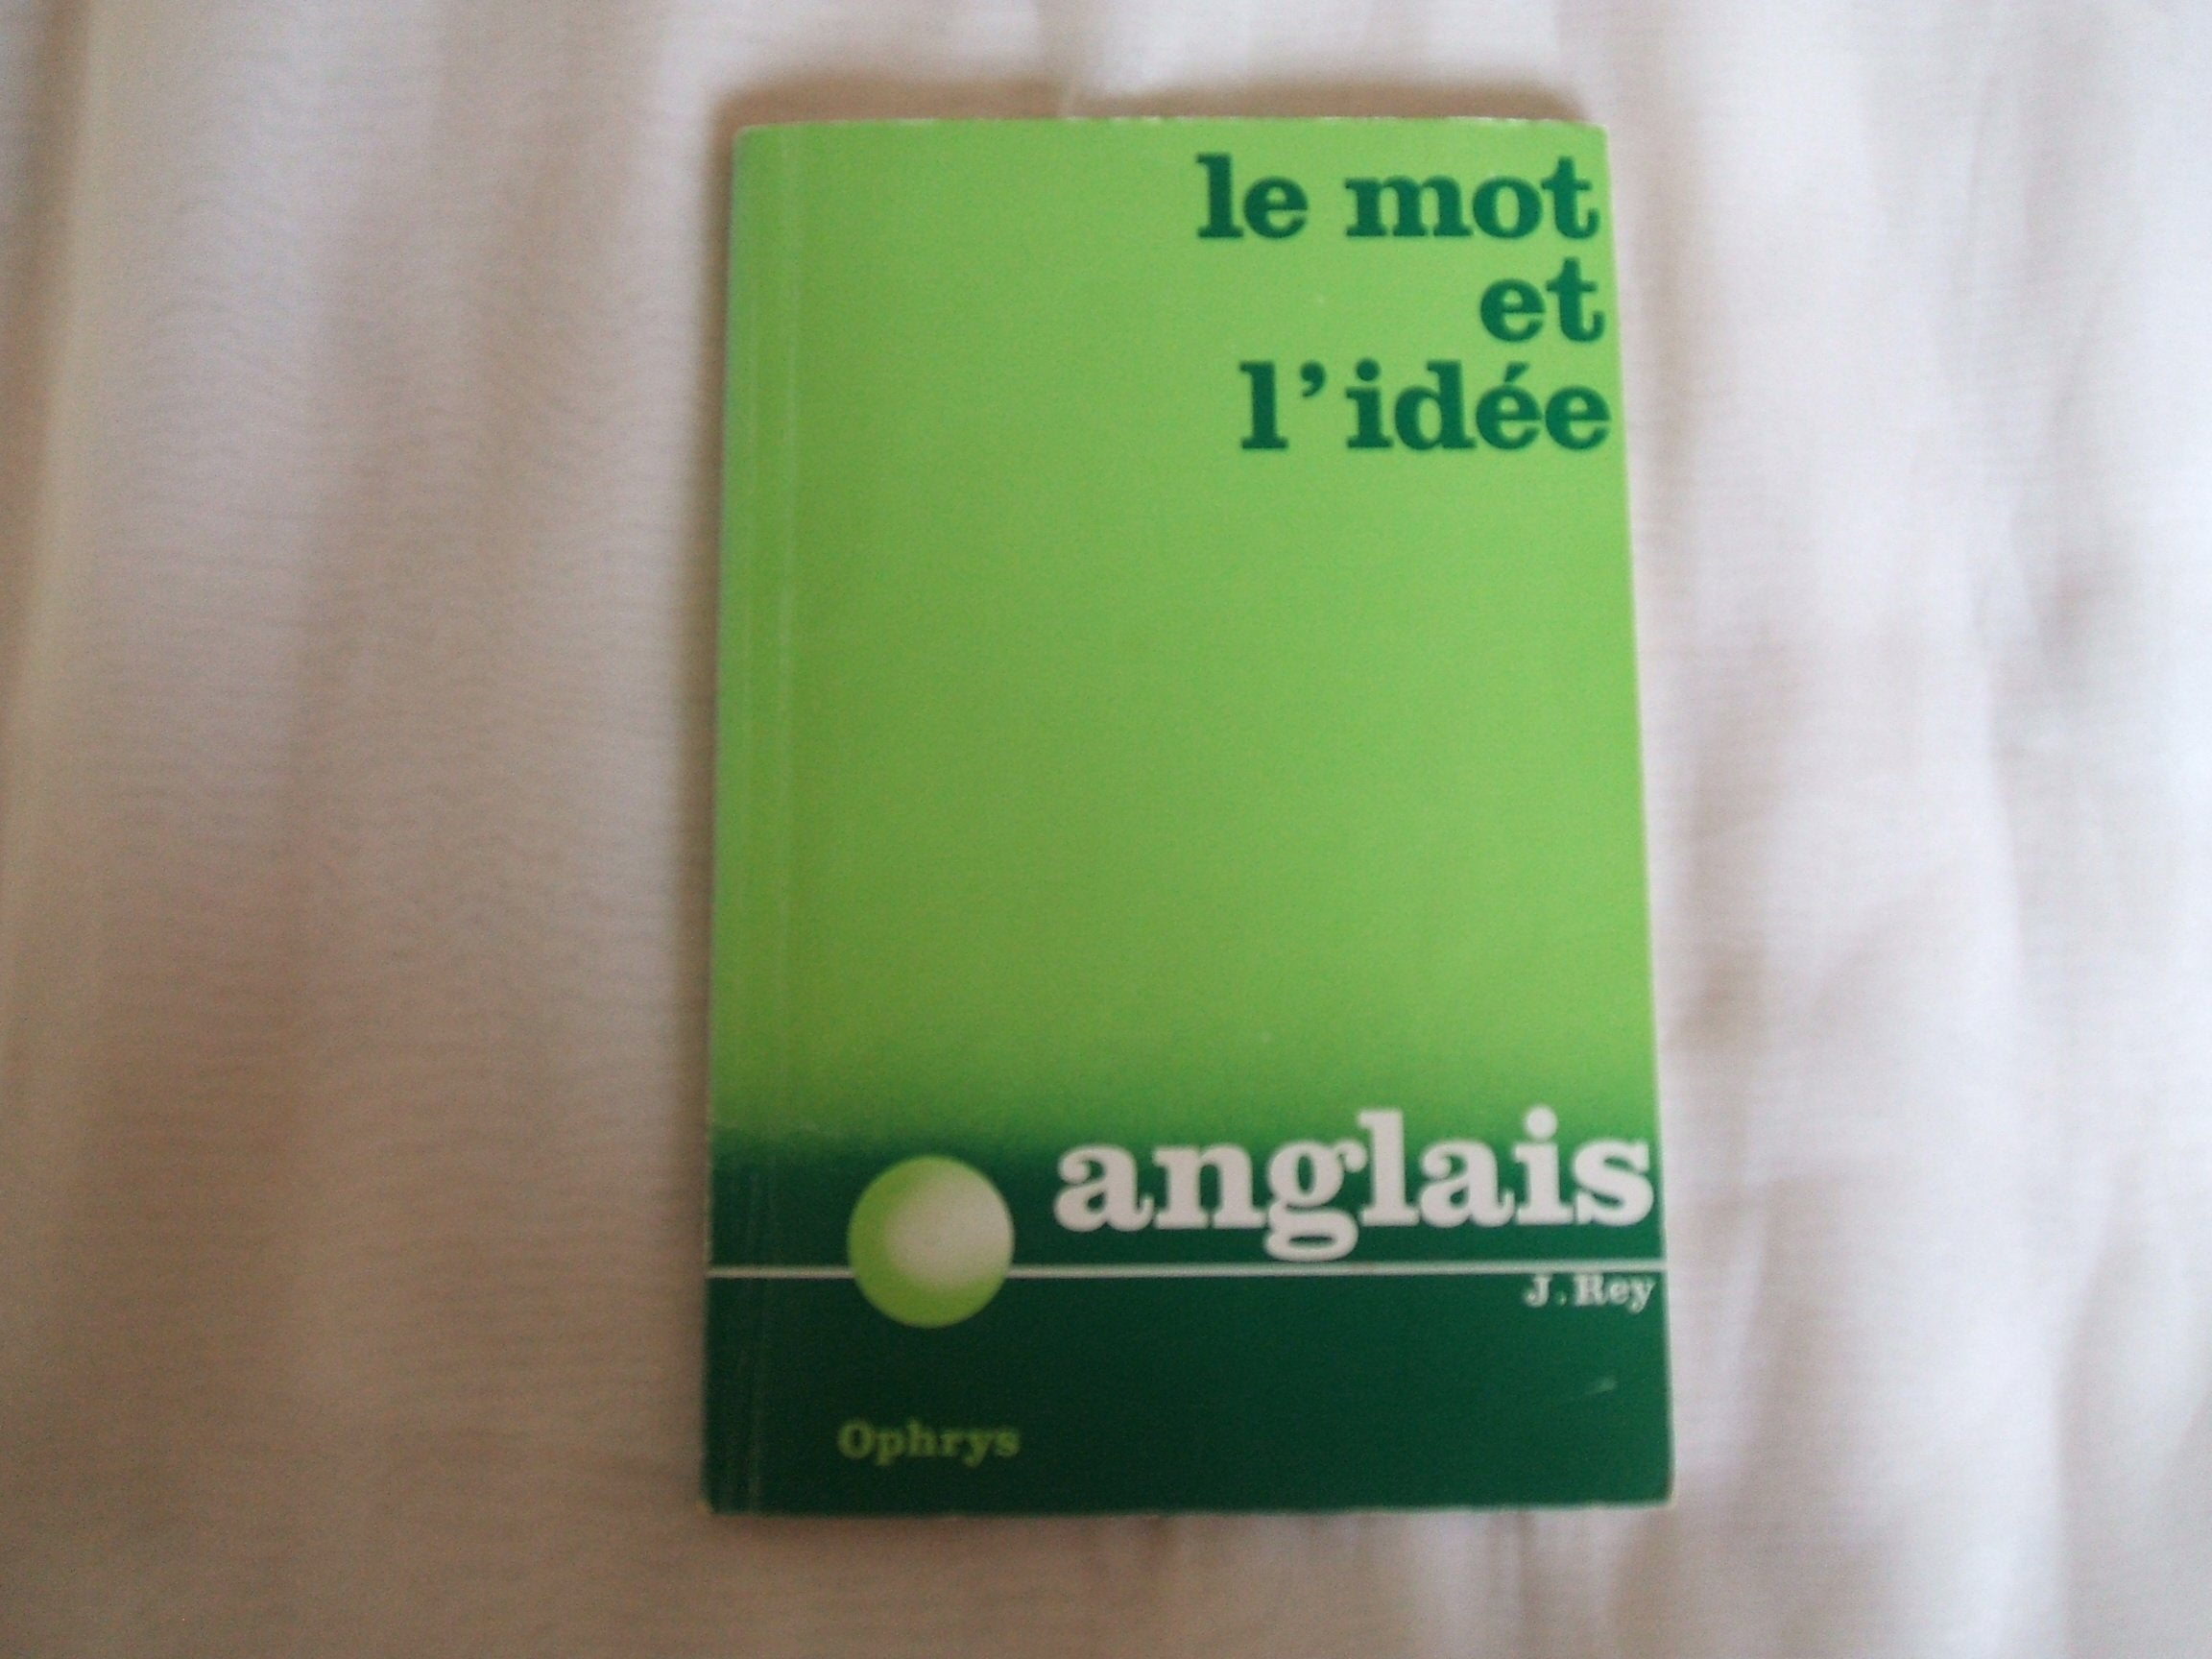 le mot
et
l'idée
anglais
J. Rey
Ophrys